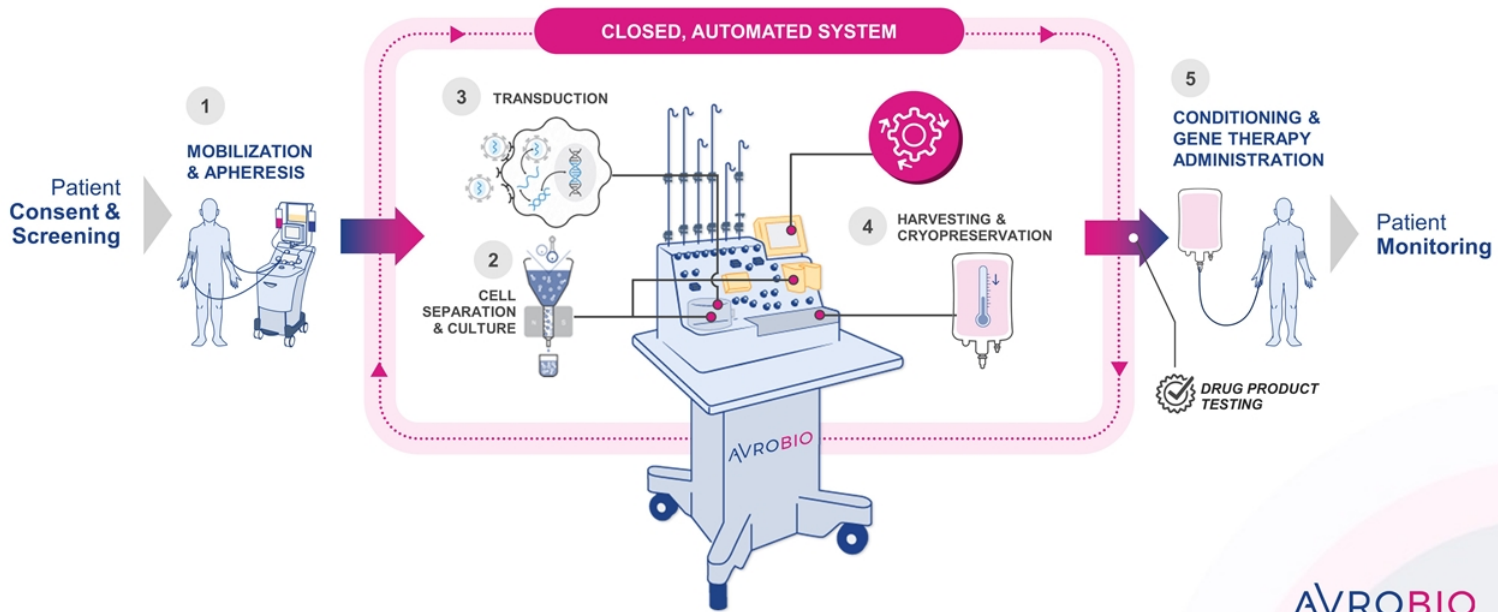 CLOSED, AUTOMATED SYSTEM
Patient
Consent &
Screening
1
MOBILIZATION
& APHERESIS
3 TRANSDUCTION
2
CELL
SEPARATION
& CULTURE
4 HARVESTING &
CRYOPRESERVATION
AVROBIO
5
CONDITIONING &
GENE THERAPY
ADMINISTRATION
DRUG PRODUCT
TESTING
Patient
Monitoring
AVROBIO